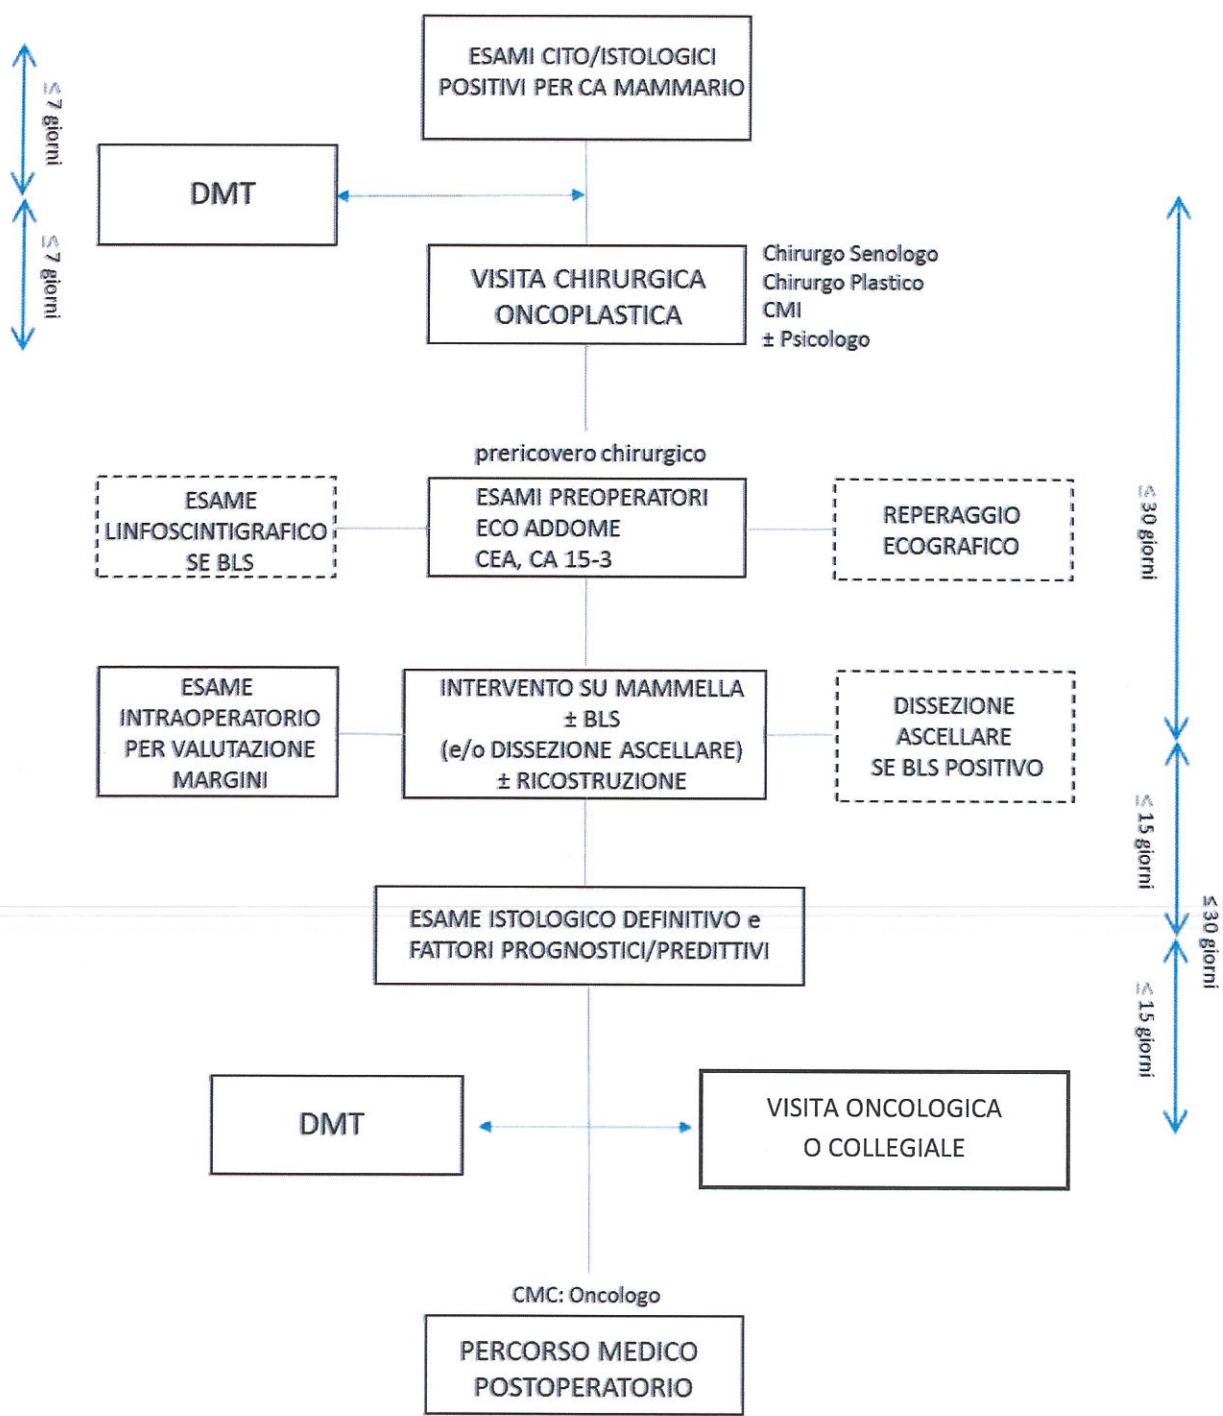 ESAMI CITO/ISTOLOGICI
POSITIVI PER CA MAMMARIO
≤ 7 giorni
DMT
≤ 7 giorni
VISITA CHIRURGICA
ONCOPLASTICA
Chirurgo Senologo
Chirurgo Plastico
CMI
± Psicologo
prericovero chirurgico
ESAME
LINFOSCINTIGRAFICO
SE BLS
ESAMI PREOPERATORI
ECO ADDOME
CEA, CA 15-3
REPERAGGIO
ECOGRAFICO
≤ 30 giorni
ESAME
INTRAOPERATORIO
PER VALUTAZIONE
MARGINI
INTERVENTO SU MAMMELLA
± BLS
(e/o DISSEZIONE ASCELLARE)
± RICOSTRUZIONE
DISSEZIONE
ASCELLARE
SE BLS POSITIVO
≤ 15 giorni
ESAME ISTOLOGICO DEFINITIVO e
FATTORI PROGNOSTICI/PREDITTIVI
≤ 30 giorni
≤ 15 giorni
DMT
VISITA ONCOLOGICA
O COLLEGIALE
CMC: Oncologo
PERCORSO MEDICO
POSTOPERATORIO